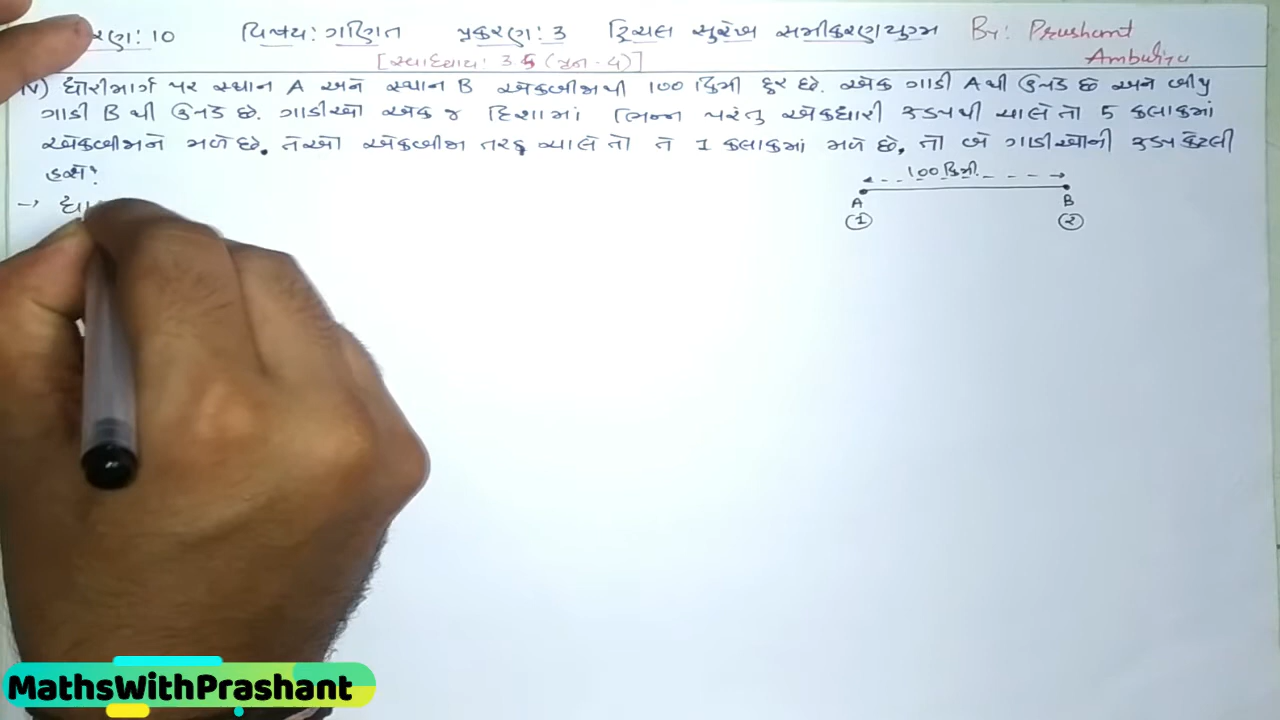 રણ: 10 વિષય: ગણિત પ્રકરણ: 3 દ્વિચલ સુરેખ સમીકરણયુગ્મ By: Prashant
[સ્વાધ્યાય: 3.5 (પ્રશ્ન - 4)] Ambuliya
IV) ધોરીમાર્ગ પર સ્થાન A અને સ્થાન B એકબીજાથી 100 કિમી દુર છે. એક ગાડી A થી ઉપડે છે અને બીજી
ગાડી B થી ઉપડે છે. ગાડીઓ એક જ દિશામાં ભિન્ન પરંતુ એકધારી ઝડપથી ચાલે તો 5 કલાકમાં
એકબીજાને મળે છે. તેઓ એકબીજા તરફ ચાલે તો તે 1 કલાકમાં મળે છે, તો બે ગાડીઓની ઝડપ કેટલી
હશે?
100 કિમી.
A B
1 2
→ ધા
MathsWithPrashant